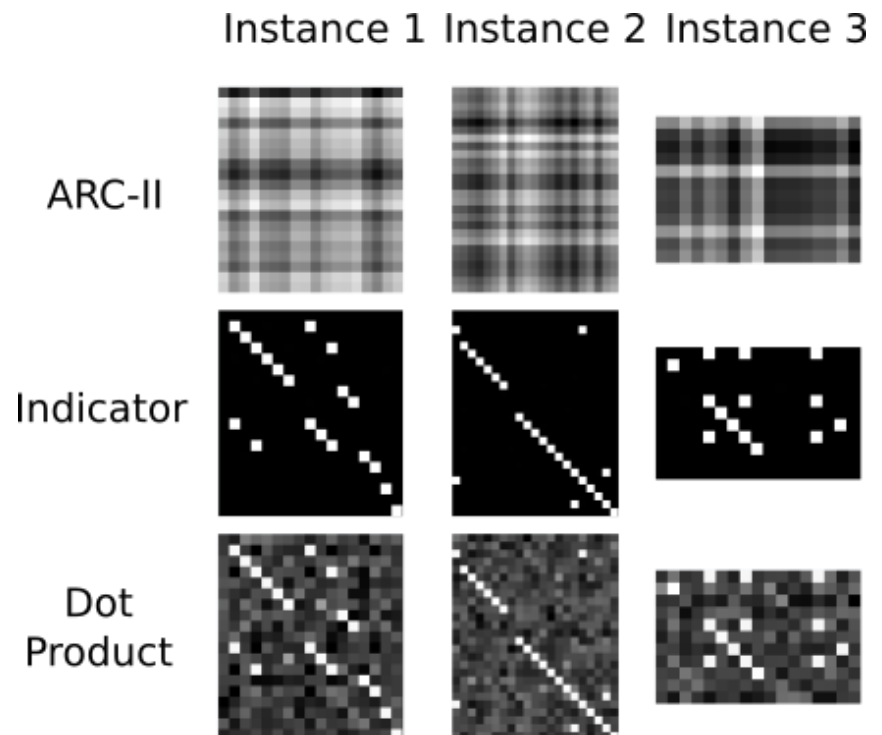 Instance 1 Instance 2 Instance 3
ARC-II
Indicator
Dot
Product